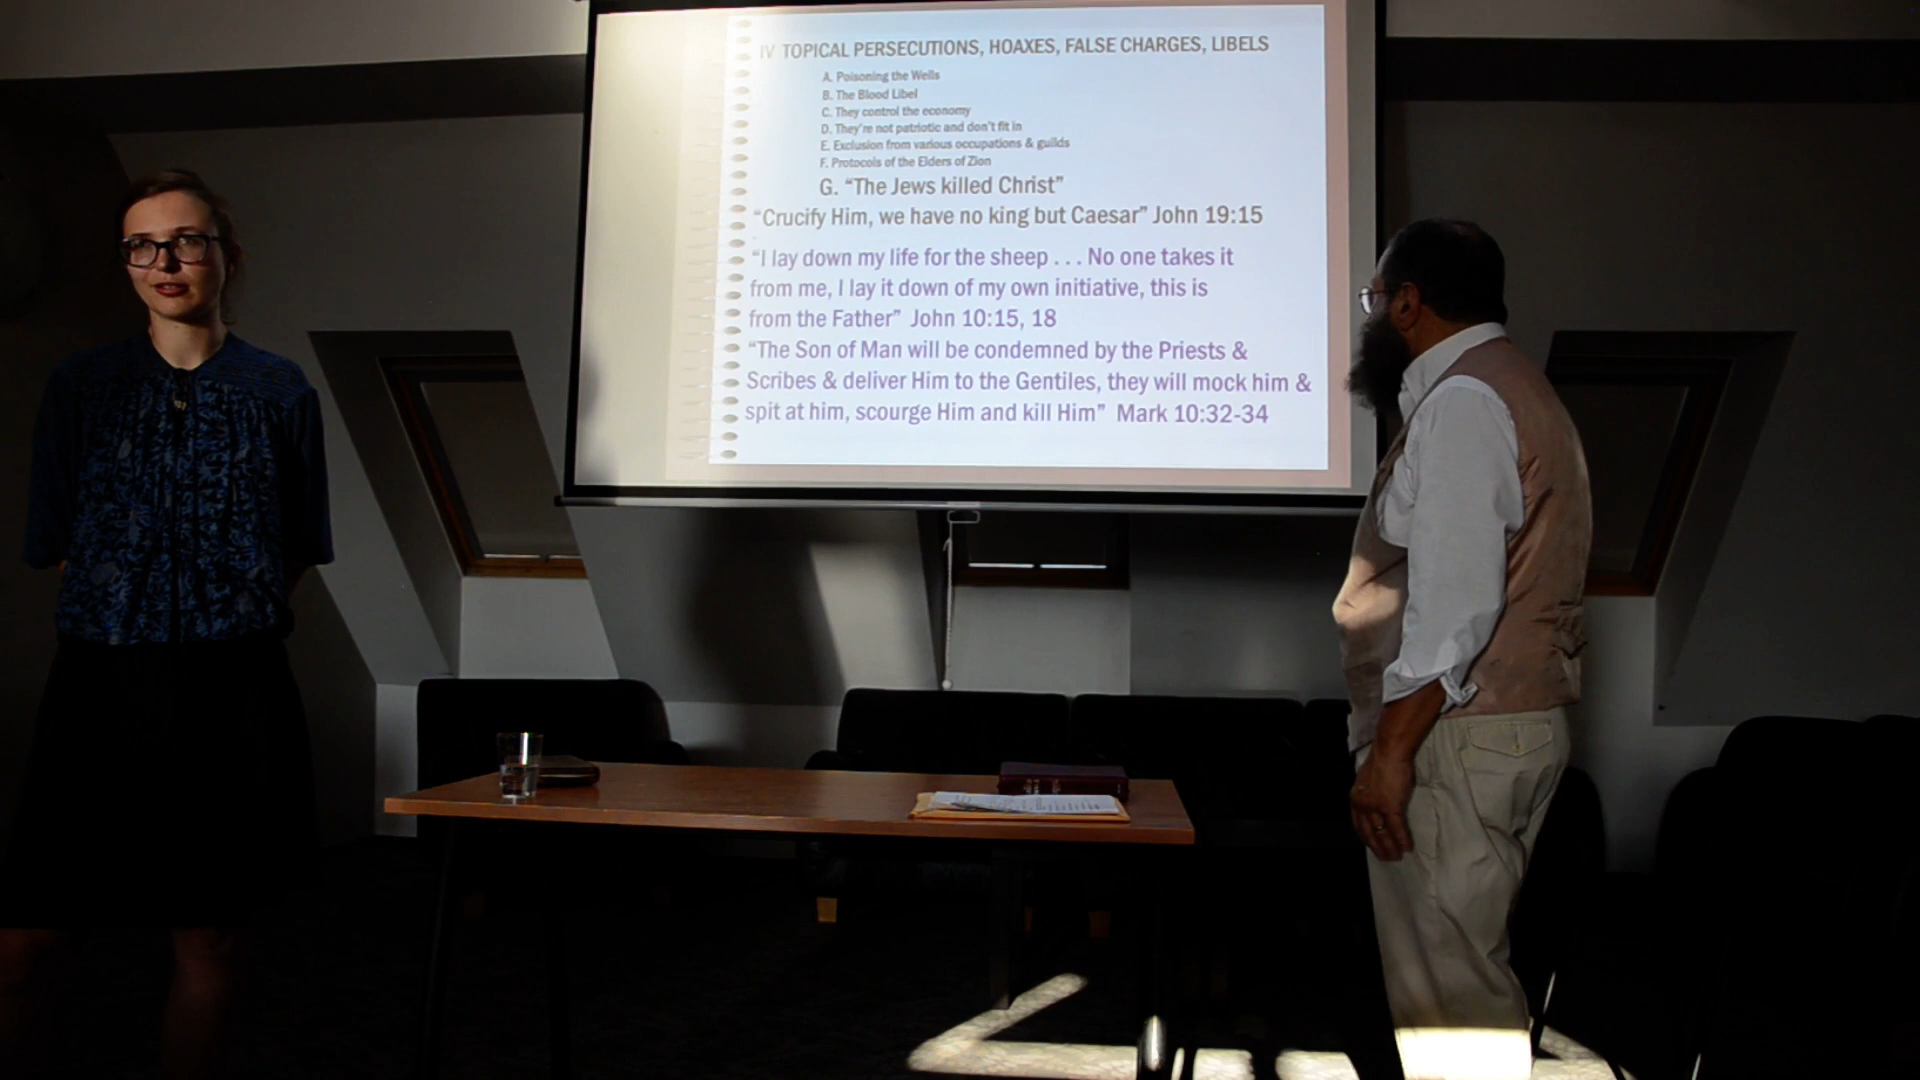 IV TOPICAL PERSECUTIONS, HOAXES, FALSE CHARGES, LIBELS
A. Poisoning the Wells
B. The Blood Libel
C. They control the economy
D. They're not patriotic and don't fit in
E. Exclusion from various occupations & guilds
F. Protocols of the Elders of Zion
G. “The Jews killed Christ”
“Crucify Him, we have no king but Caesar” John 19:15
“I lay down my life for the sheep . . . No one takes it
from me, I lay it down of my own initiative, this is
from the Father” John 10:15, 18
“The Son of Man will be condemned by the Priests &
Scribes & deliver Him to the Gentiles, they will mock him &
spit at him, scourge Him and kill Him” Mark 10:32-34